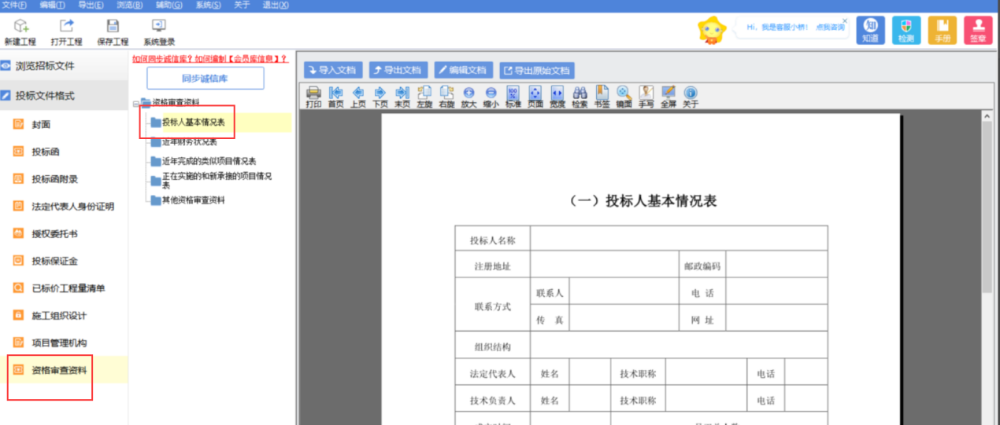 文件(F) 编辑(T) 导出(E) 浏览(B) 辅助(G) 系统(S) 关于 退出(X)
新建工程 打开工程 保存工程 系统登录
Hi，我是客服小桥！ 点我咨询
知
知道 检测 手册 签章
浏览招标文件
投标文件格式
封面
投标函
投标函附录
法定代表人身份证明
授权委托书
投标保证金
已标价工程量清单
施工组织设计
项目管理机构
资格审查资料
如何同步诚信库？如何编制【会员库信息】？
同步诚信库
资格审查资料
投标人基本情况表
近年财务状况表
近年完成的类似项目情况表
正在实施的和新承接的项目情况
表
其他资格审查资料
导入文档 导出文档 编辑文档 导出原始文档
打印 首页 上页 下页 末页 左旋 右旋 放大 缩小 标准 页面 宽度 检索 书签 镜面 手写 全屏 关于
（一）投标人基本情况表
投标人名称
注册地址 邮政编码
联系方式 联系人 电 话
传 真 网 址
组织结构
法定代表人 姓名 技术职称 电话
技术负责人 姓名 技术职称 电话